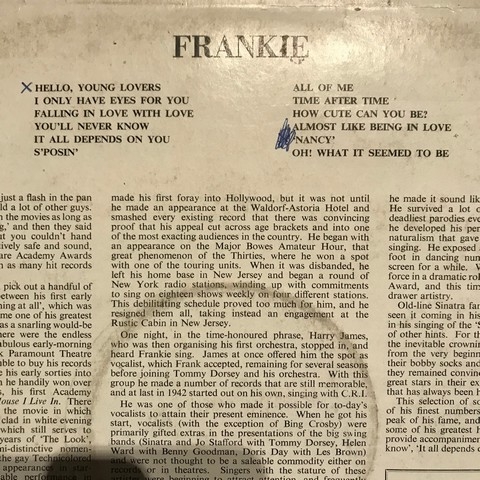 FRANKIE
HELLO, YOUNG LOVERS
I ONLY HAVE EYES FOR YOU
FALLING IN LOVE WITH LOVE
YOU'LL NEVER KNOW
IT ALL DEPENDS ON YOU
S'POSIN'
ALL OF ME
TIME AFTER TIME
HOW CUTE CAN YOU BE?
ALMOST LIKE BEING IN LOVE
'NANCY'
OH! WHAT IT SEEMED TO BE
just a flash in the pan
ld a lot of other guys.
n the movies as long as
g,' and then they said
but you couldn't hand
ctively safe and sound,
are Academy Awards
as many hit records
pick out a handful of
between his first early
ng at all', which was
me one of his greatest
as a snarling would-be
there were the endless
abulous early-morning
k Paramount Theatre
ble to buy his records
he his early sorties into
en he handily won over
s, his first Academy
ouse I Live In. There
the movie in which
clad in white evening
which still serves to
years of 'The Look',
mi-distinctive pomen-
the gay Technicolored
appearance in star
made his first foray into Hollywood, but it was not until
he made an appearance at the Waldorf-Astoria Hotel and
smashed every existing record that there was convincing
proof that his appeal cut across age brackets and into one
of the most exacting audiences in the country. He began with
an appearance on the Major Bowes Amateur Hour, that
great phenomenon of the Thirties, where he won a spot
with one of the touring units. When it was disbanded, he
left his home base in New Jersey and began a round of
New York radio stations, winding up with commitments
to sing on eighteen shows weekly on four different stations.
This debilitating schedule proved too much for him, and he
resigned them all, taking instead an engagement at the
Rustic Cabin in New Jersey.
One night, in the time-honoured phrase, Harry James,
who was then organising his first orchestra, stopped in, and
heard Frankie sing. James at once offered him the spot as
vocalist, which Frank accepted, remaining for several seasons
before joining Tommy Dorsey and his orchestra. With this
group he made a number of records that are still memorable,
and at last in 1942 started out on his own, singing with C.R.I.
He was one of those who made it possible for to-day's
vocalists to attain their present eminence. When he got his
start, vocalists (with the exception of Bing Crosby) were
primarily gifted extras in the presentations of the big swing
bands (Sinatra and Jo Stafford with Tommy Dorsey, Helen
Ward with Benny Goodman, Doris Day with Les Brown)
and were not thought to be a saleable commodity either on
records or in theatres. Singers with the stature of these
he made it sound like
He survived a lot o
deadliest parodies eve
he developed his per
naturalism that gave
singing. He exposed
foot in dancing num
screen for a while. W
force in a dramatic rol
Award, and this time
drawer artistry.
Old-line Sinatra fan
seen it coming in his
in his singing of the 'S
of other hints. For th
the inevitable crowni
from the very beginni
their bobby socks and
they remained convinc
great stars in their ex
that has always been h
This selection of so
of his finest numbers
peak of his fame, and
some of his greatest h
provide accompanimen
know', 'It all depends o